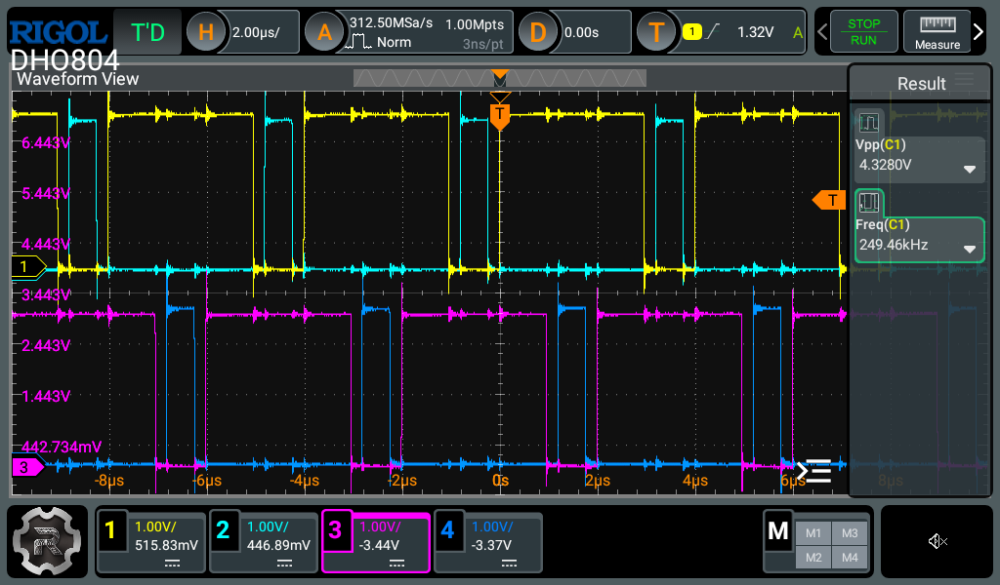 RIGOL T'D H 2.00μs/ A 312.50MSa/s 1.00Mpts D 0.00s T 1 1.32V A STOP
Norm 3ns/pt RUN Measure
DHO804
Waveform View
Result
T
6.443V
Vpp(C1)
4.3280V
5.443V
T
Freq(C1)
4.443V
249.46kHz
1
3.443V
2.443V
1.443V
442.734mV
3
-8μs -6μs -4μs -2μs 0s 2μs 4μs 6μs 8μs
1 1.00V/ 2 1.00V/ 3 1.00V/ 4 1.00V/ M M1 M3
515.83mV 446.89mV -3.44V -3.37V M2 M4
R